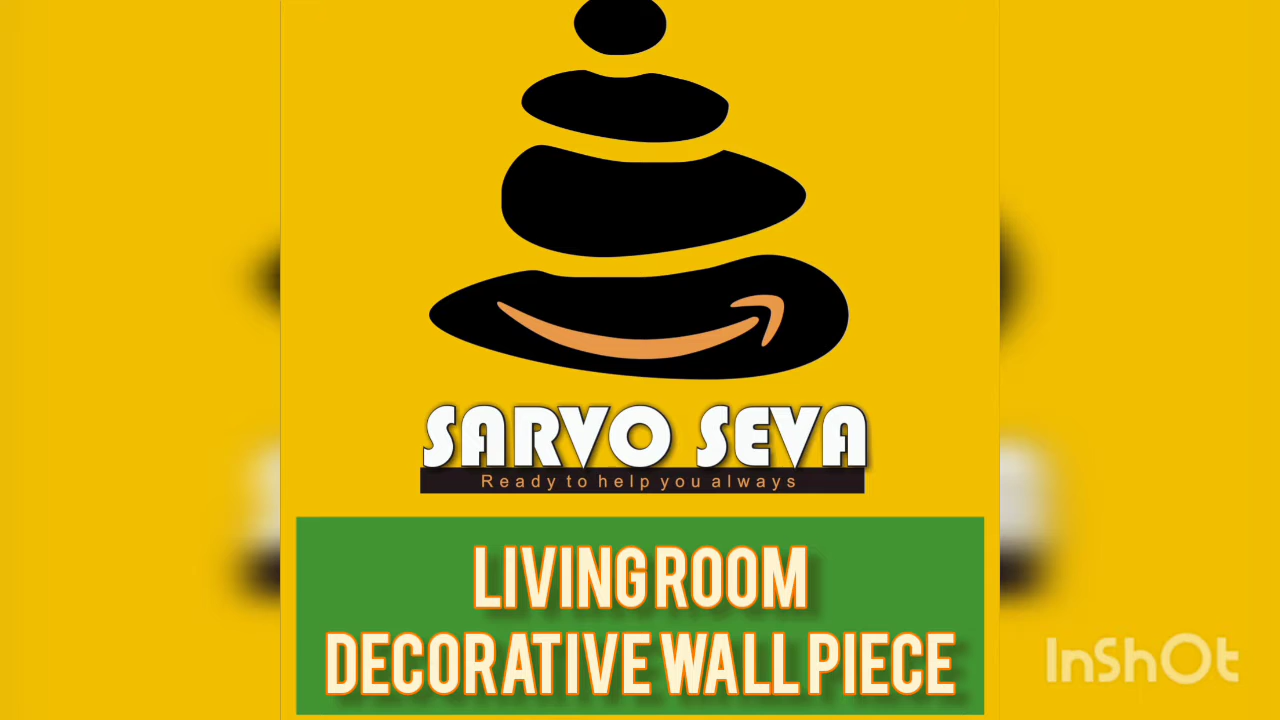 SARVO SEVA
Ready to help you always
LIVING ROOM
DECORATIVE WALL PIECE
InShOt